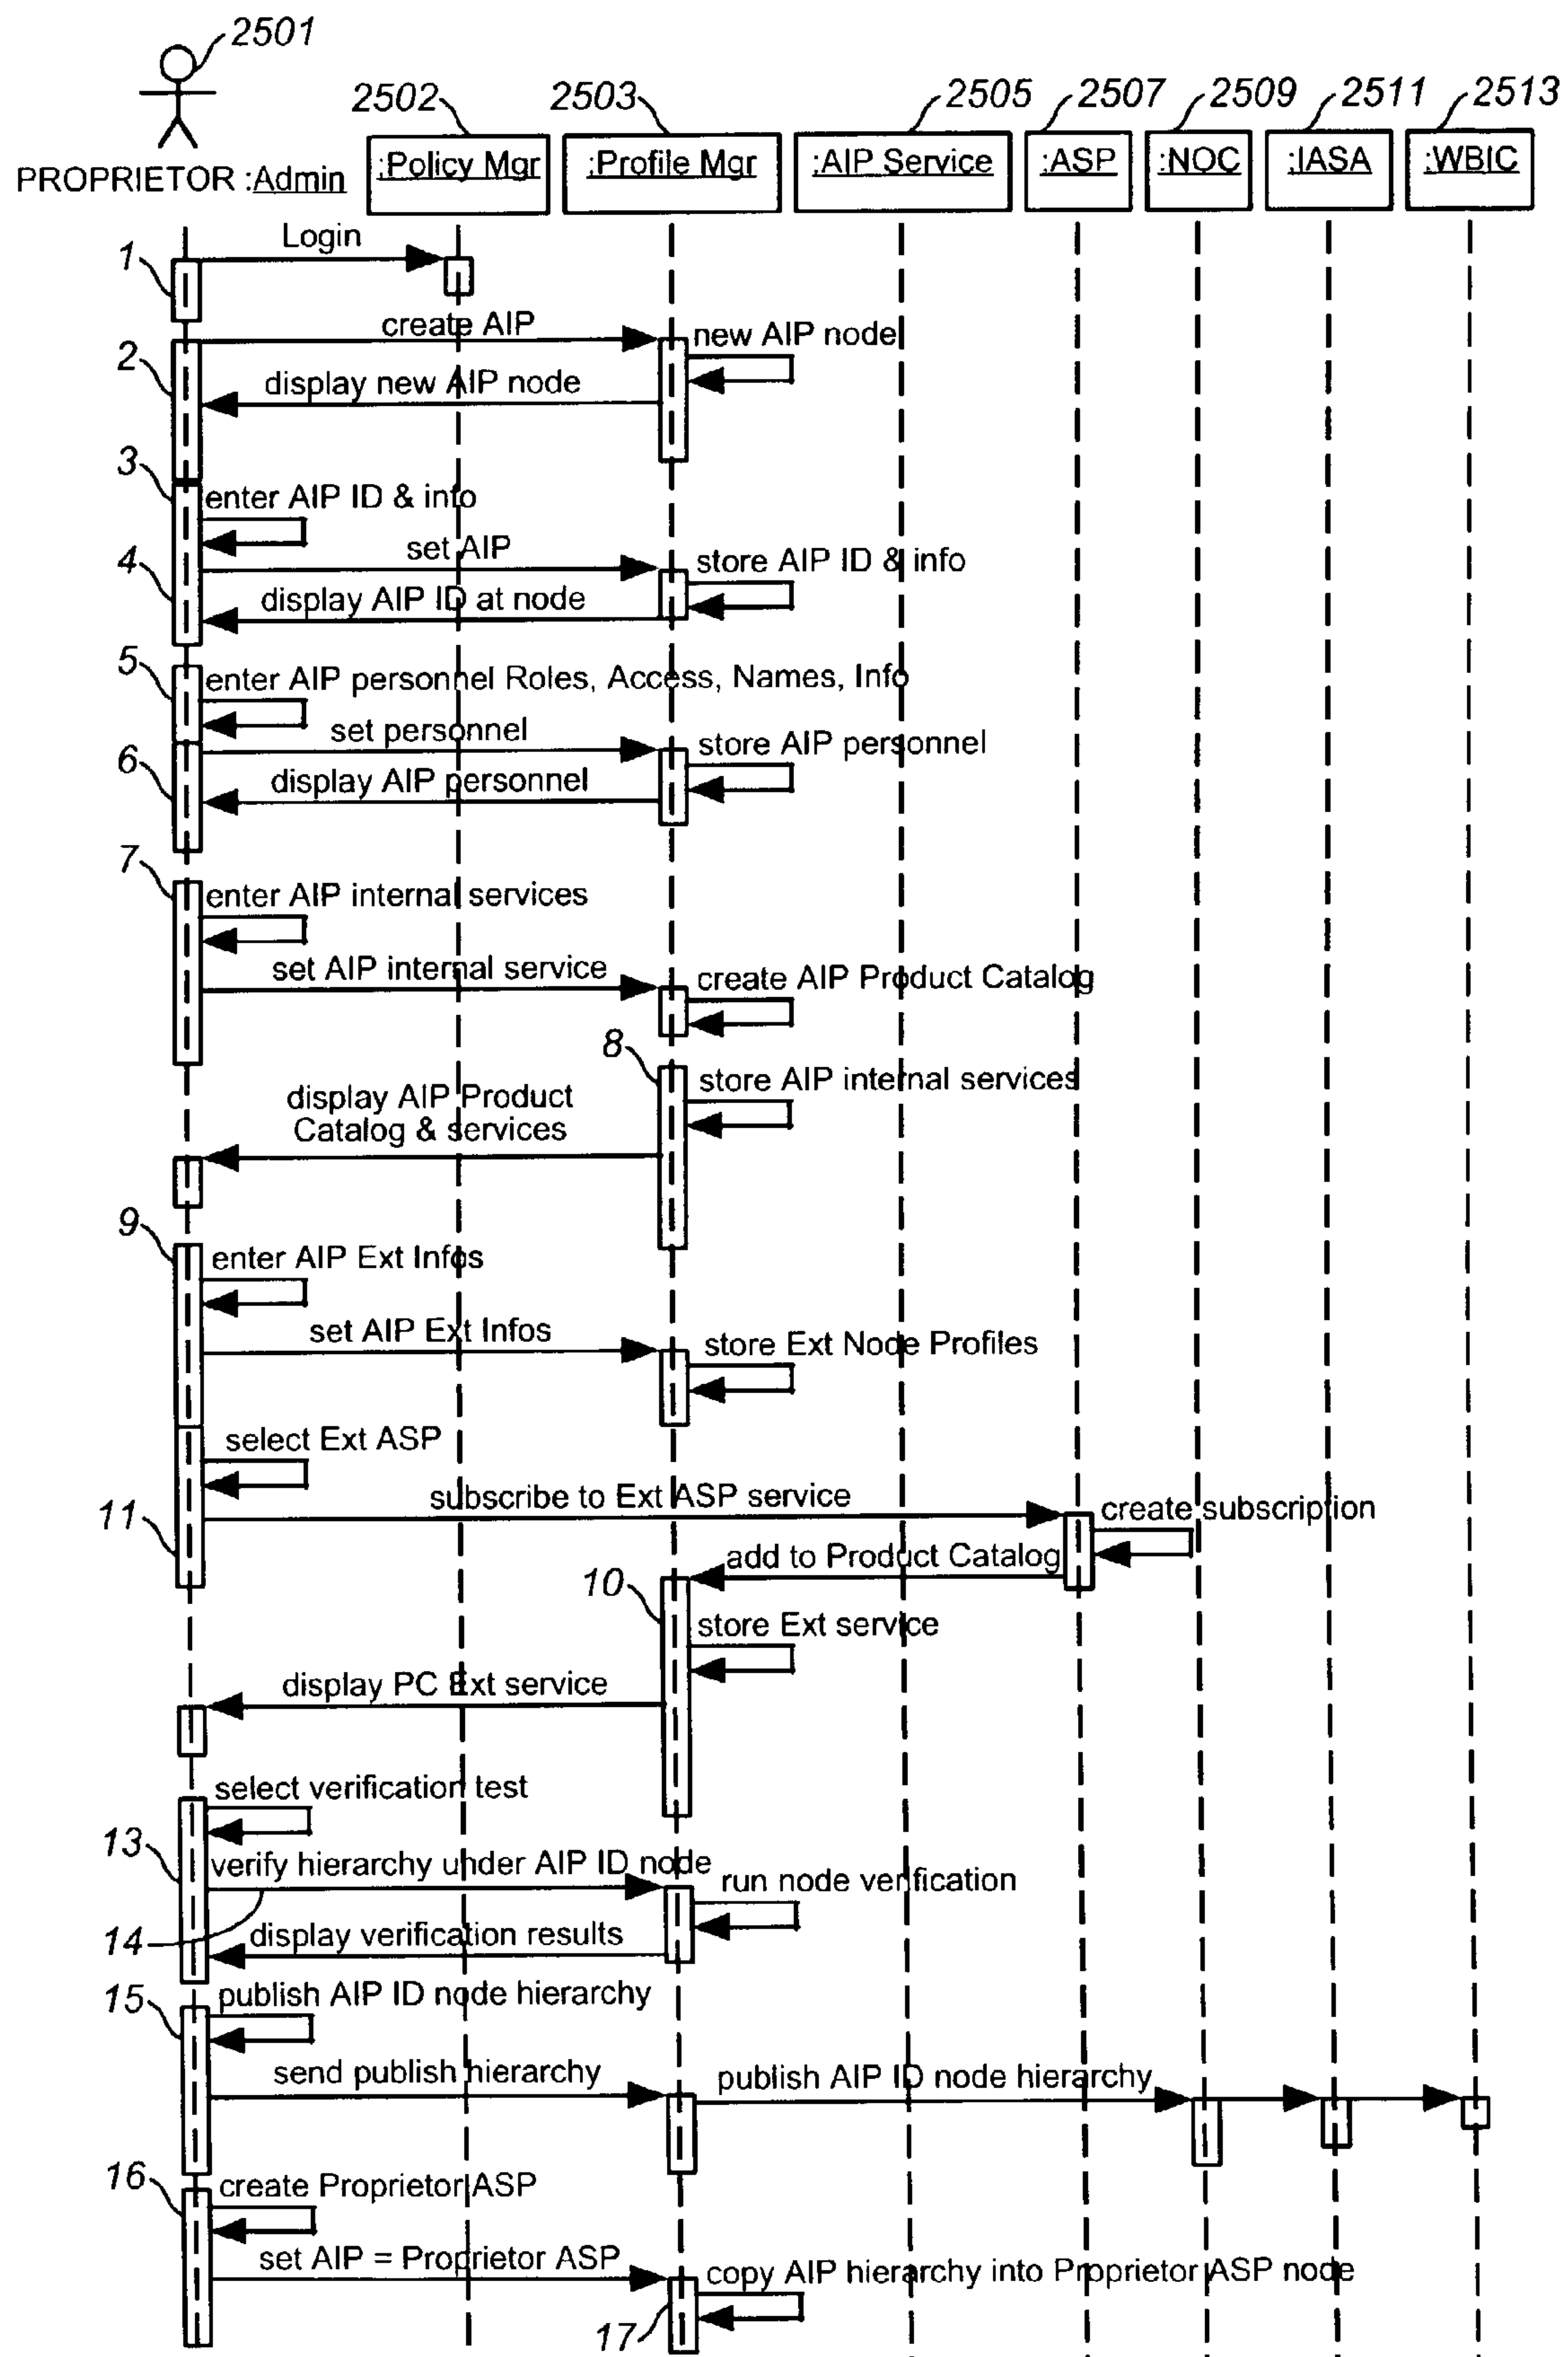 2501
2502 2503 2505 2507 2509 2511 2513
PROPRIETOR :Admin :Policy Mgr :Profile Mgr :AIP Service :ASP :NOC :IASA :WBIC
Login
1
create AIP
new AIP node
2
display new AIP node
3
enter AIP ID & info
set AIP
4
store AIP ID & info
display AIP ID at node
5
enter AIP personnel Roles, Access, Names, Info
set personnel
store AIP personnel
6
display AIP personnel
7
enter AIP internal services
set AIP internal service
create AIP Product Catalog
8
store AIP internal services
display AIP Product
Catalog & services
9
enter AIP Ext Infos
set AIP Ext Infos
store Ext Node Profiles
select Ext ASP
subscribe to Ext ASP service
11
create subscription
add to Product Catalog
10
store Ext service
display PC Ext service
select verification test
13
verify hierarchy under AIP ID node
run node verification
14
display verification results
15
publish AIP ID node hierarchy
send publish hierarchy
publish AIP ID node hierarchy
16
create Proprietor ASP
set AIP = Proprietor ASP
copy AIP hierarchy into Proprietor ASP node
17